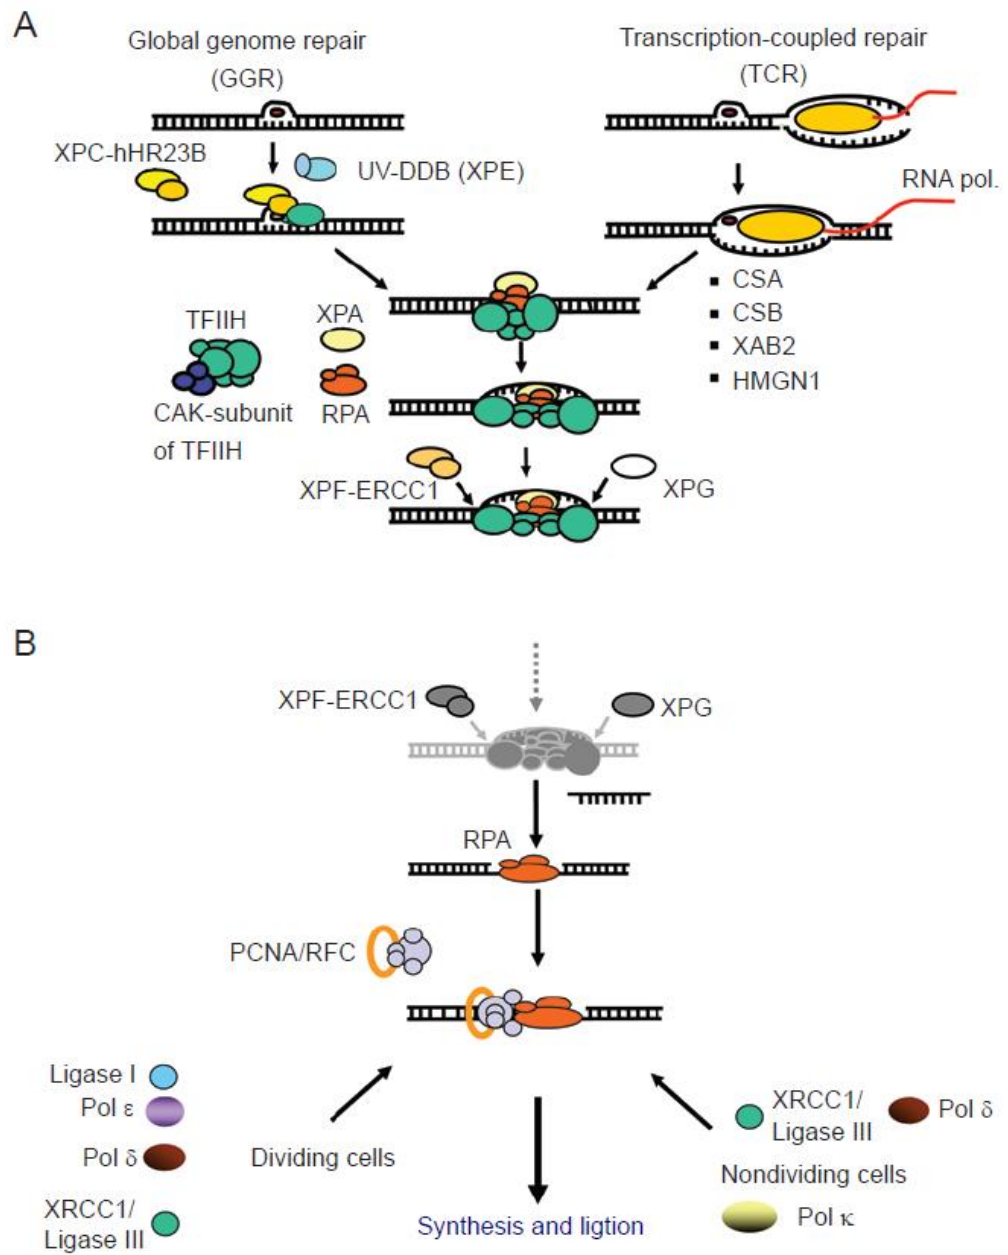 A
Global genome repair
(GGR)
Transcription-coupled repair
(TCR)
XPC-hHR23B
UV-DDB (XPE)
RNA pol.
CSA
CSB
XAB2
HMGN1
TFIIH
XPA
CAK-subunit
of TFIIH
RPA
XPF-ERCC1
XPG
B
XPF-ERCC1
XPG
RPA
PCNA/RFC
Ligase I
Pol ε
Pol δ
XRCC1/
Ligase III
Dividing cells
Synthesis and ligtion
XRCC1/
Ligase III
Pol δ
Nondividing cells
Pol κ